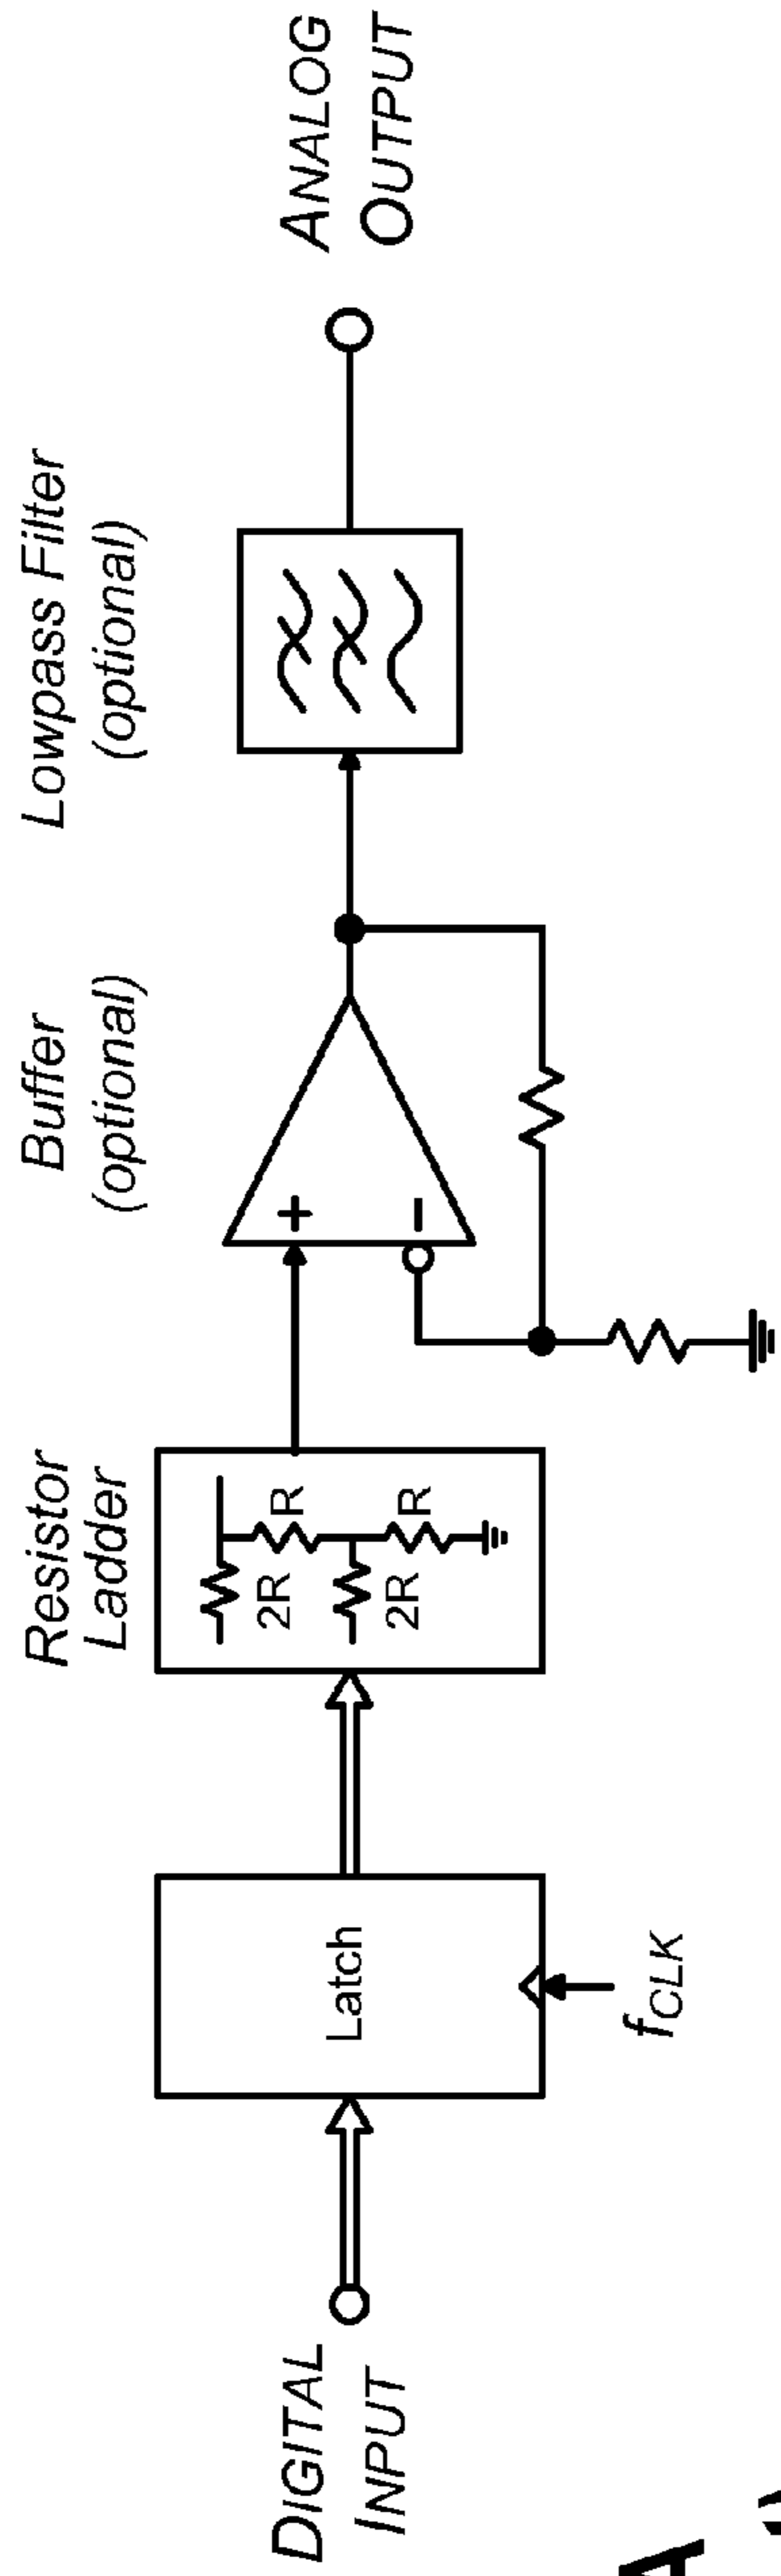 DIGITAL
INPUT
Latch
fCLK
Resistor
Ladder
2R
R
2R
R
Buffer
(optional)
+
−
Lowpass Filter
(optional)
ANALOG
OUTPUT